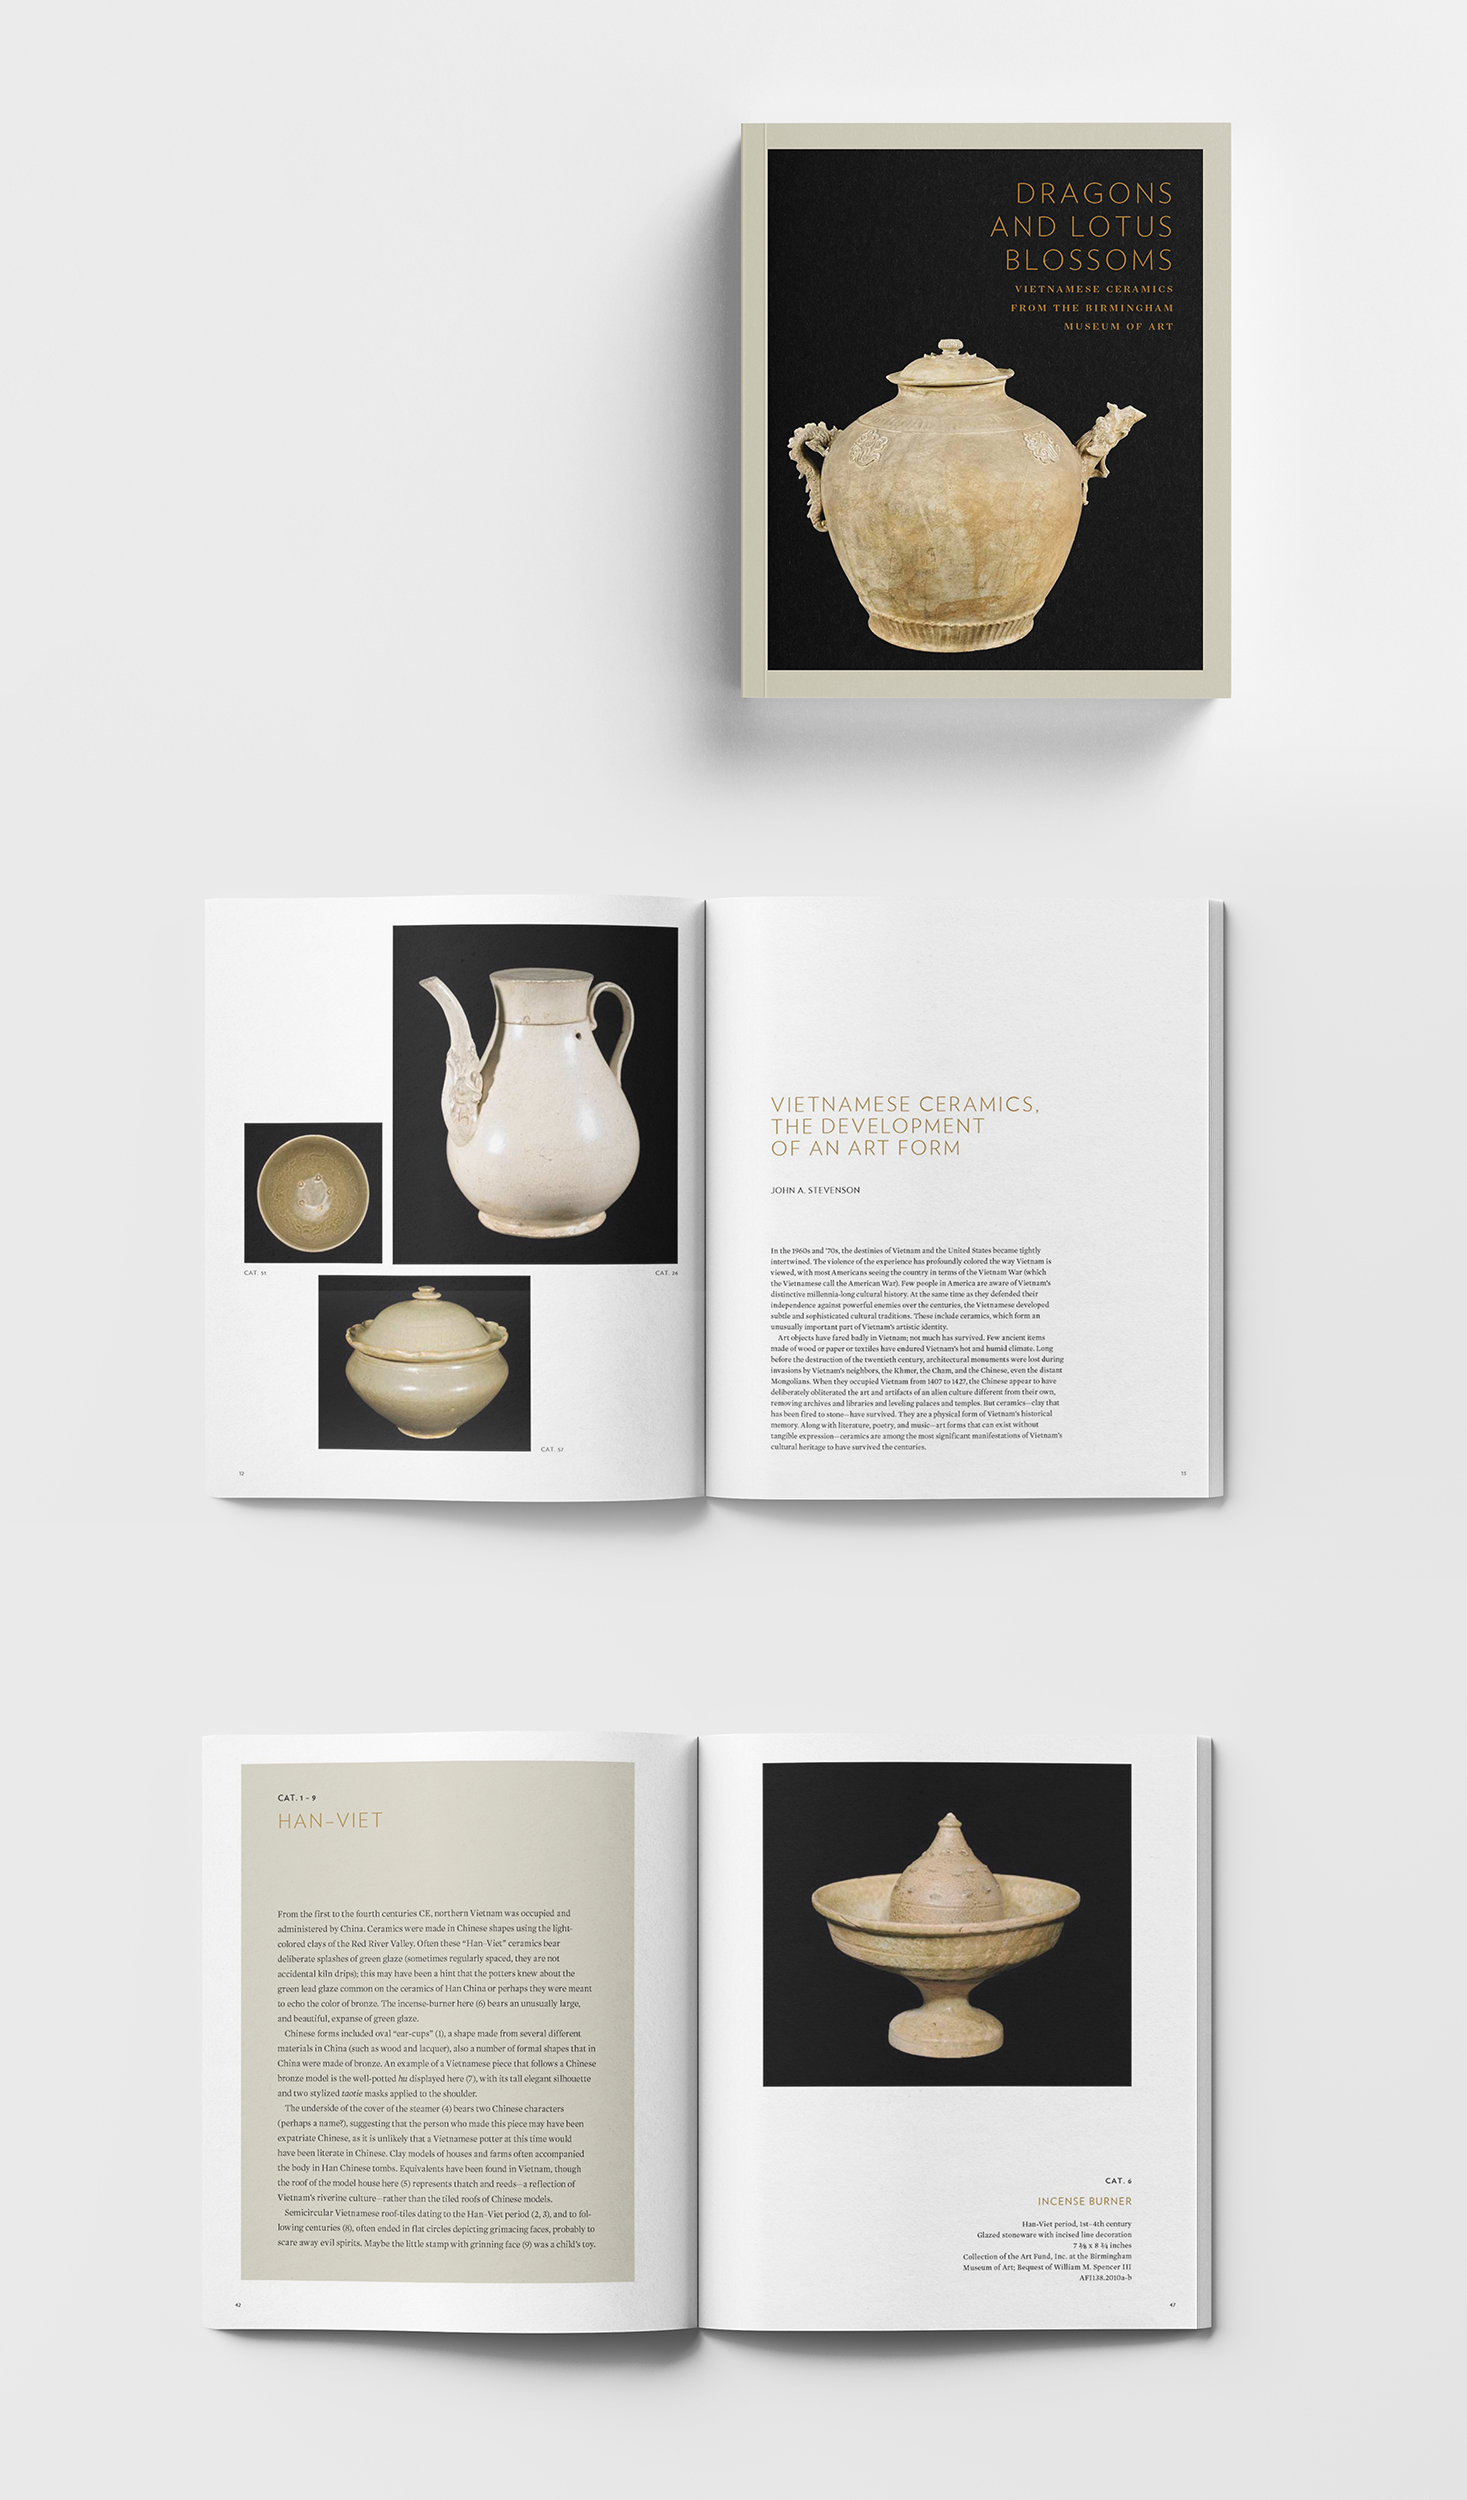 DRAGONS
AND LOTUS
BLOSSOMS
VIETNAMESE CERAMICS
FROM THE BIRMINGHAM
MUSEUM OF ART
CAT. 51
CAT. 26
CAT. 57
12
VIETNAMESE CERAMICS,
THE DEVELOPMENT
OF AN ART FORM
JOHN A. STEVENSON
In the 1960s and '70s, the destinies of Vietnam and the United States became tightly
intertwined. The violence of the experience has profoundly colored the way Vietnam is
viewed, with most Americans seeing the country in terms of the Vietnam War (which
the Vietnamese call the American War). Few people in America are aware of Vietnam's
distinctive millennia-long cultural history. At the same time as they defended their
independence against powerful enemies over the centuries, the Vietnamese developed
subtle and sophisticated cultural traditions. These include ceramics, which form an
unusually important part of Vietnam's artistic identity.
Art objects have fared badly in Vietnam; not much has survived. Few ancient items
made of wood or paper or textiles have endured Vietnam's hot and humid climate. Long
before the destruction of the twentieth century, architectural monuments were lost during
invasions by Vietnam's neighbors, the Khmer, the Cham, and the Chinese, even the distant
Mongolians. When they occupied Vietnam from 1407 to 1427, the Chinese appear to have
deliberately obliterated the art and artifacts of an alien culture different from their own,
removing archives and libraries and leveling palaces and temples. But ceramics—clay that
has been fired to stone—have survived. They are a physical form of Vietnam's historical
memory. Along with literature, poetry, and music—art forms that can exist without
tangible expression—ceramics are among the most significant manifestations of Vietnam's
cultural heritage to have survived the centuries.
CAT. 1 – 9
HAN–VIET
From the first to the fourth centuries CE, northern Vietnam was occupied and
administered by China. Ceramics were made in Chinese shapes using the light-
colored clays of the Red River Valley. Often these “Han–Viet” ceramics bear
deliberate splashes of green glaze (sometimes regularly spaced, they are not
accidental kiln drips); this may have been a hint that the potters knew about the
green lead glaze common on the ceramics of Han China or perhaps they were meant
to echo the color of bronze. The incense-burner here (6) bears an unusually large,
and beautiful, expanse of green glaze.
Chinese forms included oval “ear-cups” (1), a shape made from several different
materials in China (such as wood and lacquer), also a number of formal shapes that in
China were made of bronze. An example of a Vietnamese piece that follows a Chinese
bronze model is the well-potted hu displayed here (7), with its tall elegant silhouette
and two stylized taotie masks applied to the shoulder.
The underside of the cover of the steamer (4) bears two Chinese characters
(perhaps a name?), suggesting that the person who made this piece may have been
expatriate Chinese, as it is unlikely that a Vietnamese potter at this time would
have been literate in Chinese. Clay models of houses and farms often accompanied
the body in Han Chinese tombs. Equivalents have been found in Vietnam, though
the roof of the model house here (5) represents thatch and reeds—a reflection of
Vietnam's riverine culture—rather than the tiled roofs of Chinese models.
Semicircular Vietnamese roof-tiles dating to the Han–Viet period (2, 3), and to fol-
lowing centuries (8), often ended in flat circles depicting grimacing faces, probably to
scare away evil spirits. Maybe the little stamp with grinning face (9) was a child's toy.
42
CAT. 6
INCENSE BURNER
Han-Viet period, 1st–4th century
Glazed stoneware with incised line decoration
inches
Collection of the Art Fund, Inc. at the Birmingham
Museum of Art; Bequest of William M. Spencer III
AFI138.2010a-b
47